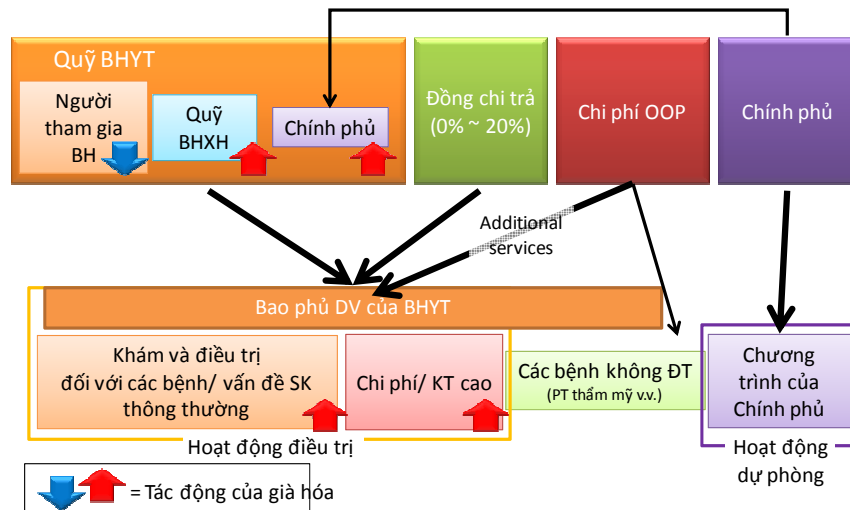 Quỹ BHYT
Người
tham gia
BH
Quỹ
BHXH
Chính phủ
Đồng chi trả
(0% ~ 20%)
Chi phí OOP
Chính phủ
Additional
services
Bao phủ DV của BHYT
Khám và điều trị
đối với các bệnh/ vấn đề SK
thông thường
Chi phí/ KT cao
Các bệnh không ĐT
(PT thẩm mỹ v.v.)
Chương
trình của
Chính phủ
Hoạt động điều trị
Hoạt động
dự phòng
= Tác động của già hóa